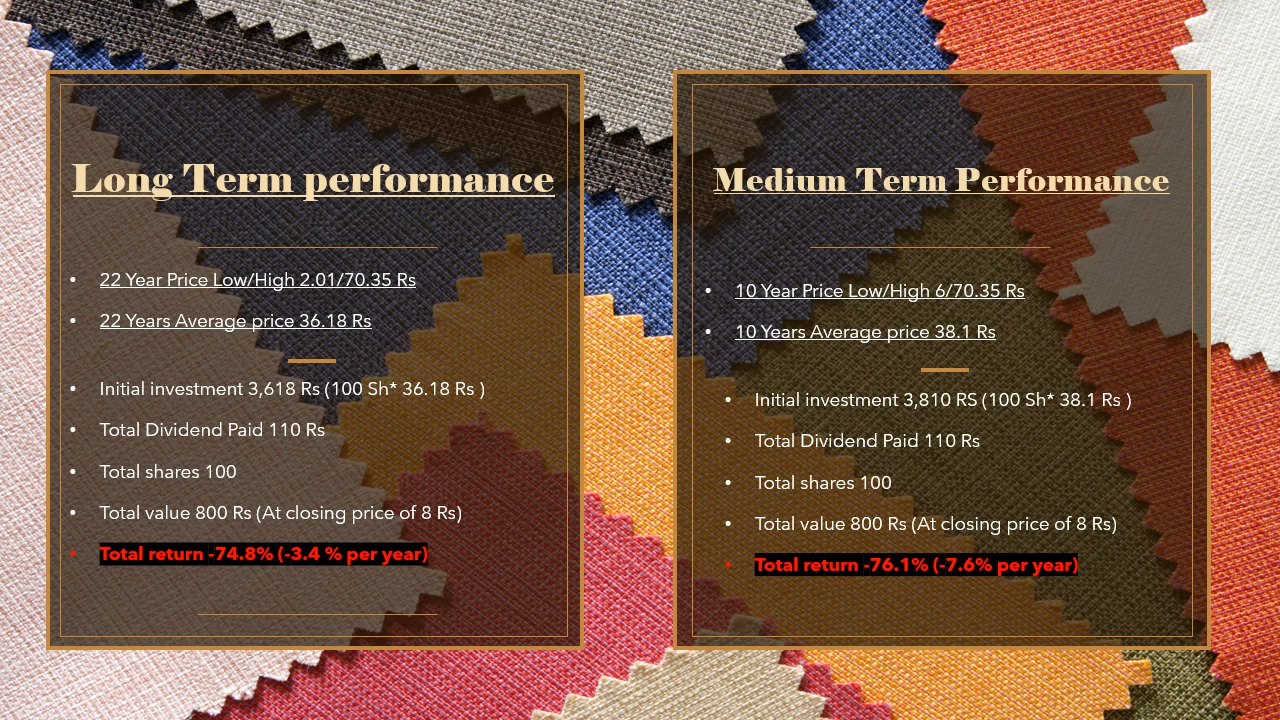 Long Term performance
• 22 Year Price Low/High 2.01/70.35 Rs
• 22 Years Average price 36.18 Rs
• Initial investment 3,618 Rs (100 Sh* 36.18 Rs )
• Total Dividend Paid 110 Rs
• Total shares 100
• Total value 800 Rs (At closing price of 8 Rs)
• Total return -74.8% (-3.4 % per year)
Medium Term Performance
• 10 Year Price Low/High 6/70.35 Rs
• 10 Years Average price 38.1 Rs
• Initial investment 3,810 RS (100 Sh* 38.1 Rs )
• Total Dividend Paid 110 Rs
• Total shares 100
• Total value 800 Rs (At closing price of 8 Rs)
• Total return -76.1% (-7.6% per year)